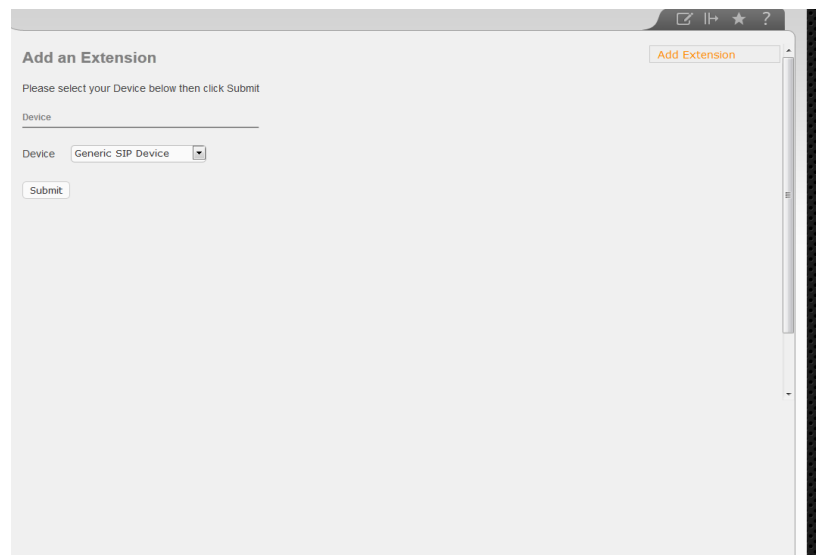 Add an Extension
Add Extension
Please select your Device below then click Submit
Device
Device Generic SIP Device
Submit
?